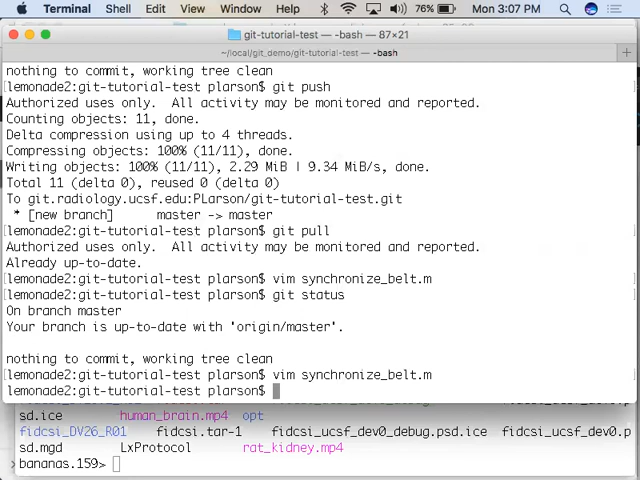 Terminal Shell Edit View Window Help 76% Mon 3:07 PM
git-tutorial-test — -bash — 87×21
~/local/git_demo/git-tutorial-test — -bash
nothing to commit, working tree clean
[lemonade2:git-tutorial-test plarson$ git push
Authorized uses only.  All activity may be monitored and reported.
Counting objects: 11, done.
Delta compression using up to 4 threads.
Compressing objects: 100% (11/11), done.
Writing objects: 100% (11/11), 2.29 MiB | 9.34 MiB/s, done.
Total 11 (delta 0), reused 0 (delta 0)
To git.radiology.ucsf.edu:PLarson/git-tutorial-test.git
 * [new branch]      master -> master
[lemonade2:git-tutorial-test plarson$ git pull
Authorized uses only.  All activity may be monitored and reported.
Already up-to-date.
[lemonade2:git-tutorial-test plarson$ vim synchronize_belt.m
[lemonade2:git-tutorial-test plarson$ git status
On branch master
Your branch is up-to-date with 'origin/master'.
nothing to commit, working tree clean
[lemonade2:git-tutorial-test plarson$ vim synchronize_belt.m
lemonade2:git-tutorial-test plarson$
sd.ice human_brain.mp4 opt
fidcsi_DV26_R01 fidcsi.tar-1 fidcsi_ucsf_dev0_debug.psd.ice fidcsi_ucsf_dev0.p
sd.mgd LxProtocol rat_kidney.mp4
bananas.159>